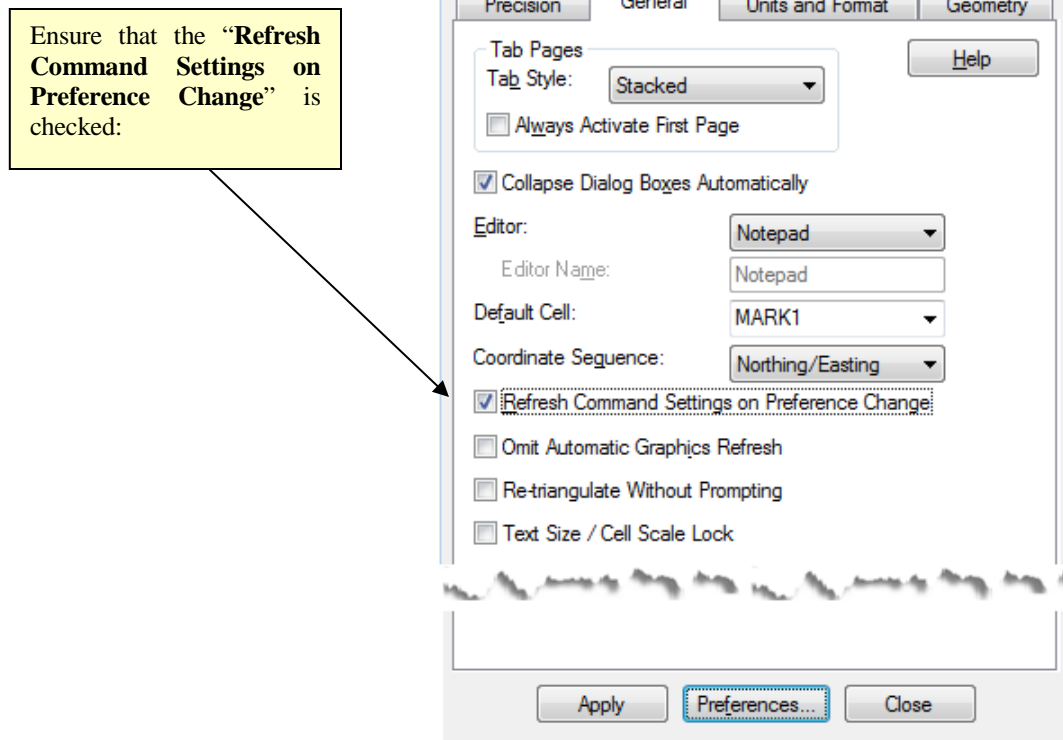 Ensure that the “Refresh
Command Settings on
Preference Change” is
checked:
Precision General Units and Format Geometry
Tab Pages
Tab Style: Stacked
Help
Always Activate First Page
Collapse Dialog Boxes Automatically
Editor: Notepad
Editor Name: Notepad
Default Cell: MARK1
Coordinate Sequence: Northing/Easting
Refresh Command Settings on Preference Change
Omit Automatic Graphics Refresh
Re-triangulate Without Prompting
Text Size / Cell Scale Lock
Apply Preferences... Close